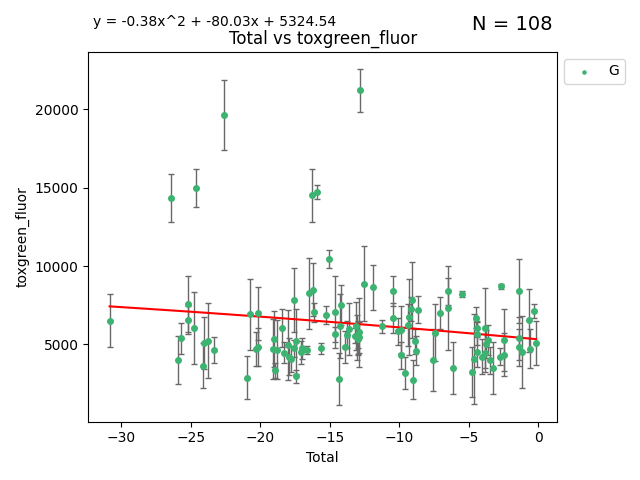 y = -0.38x^2 + -80.03x + 5324.54
N = 108
Total vs toxgreen_fluor
G
20000
15000
10000
5000
toxgreen_fluor
−30 −25 −20 −15 −10 −5 0
Total